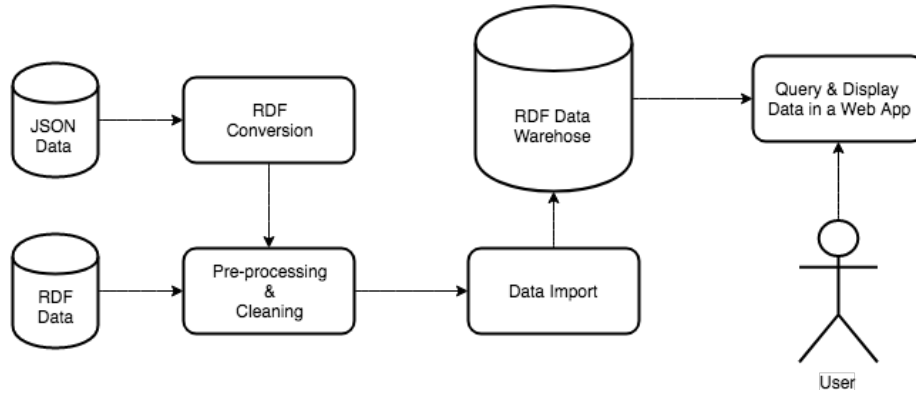 JSON
Data
RDF
Conversion
RDF Data
Warehose
Query & Display
Data in a Web App
RDF
Data
Pre-processing
&
Cleaning
Data Import
User